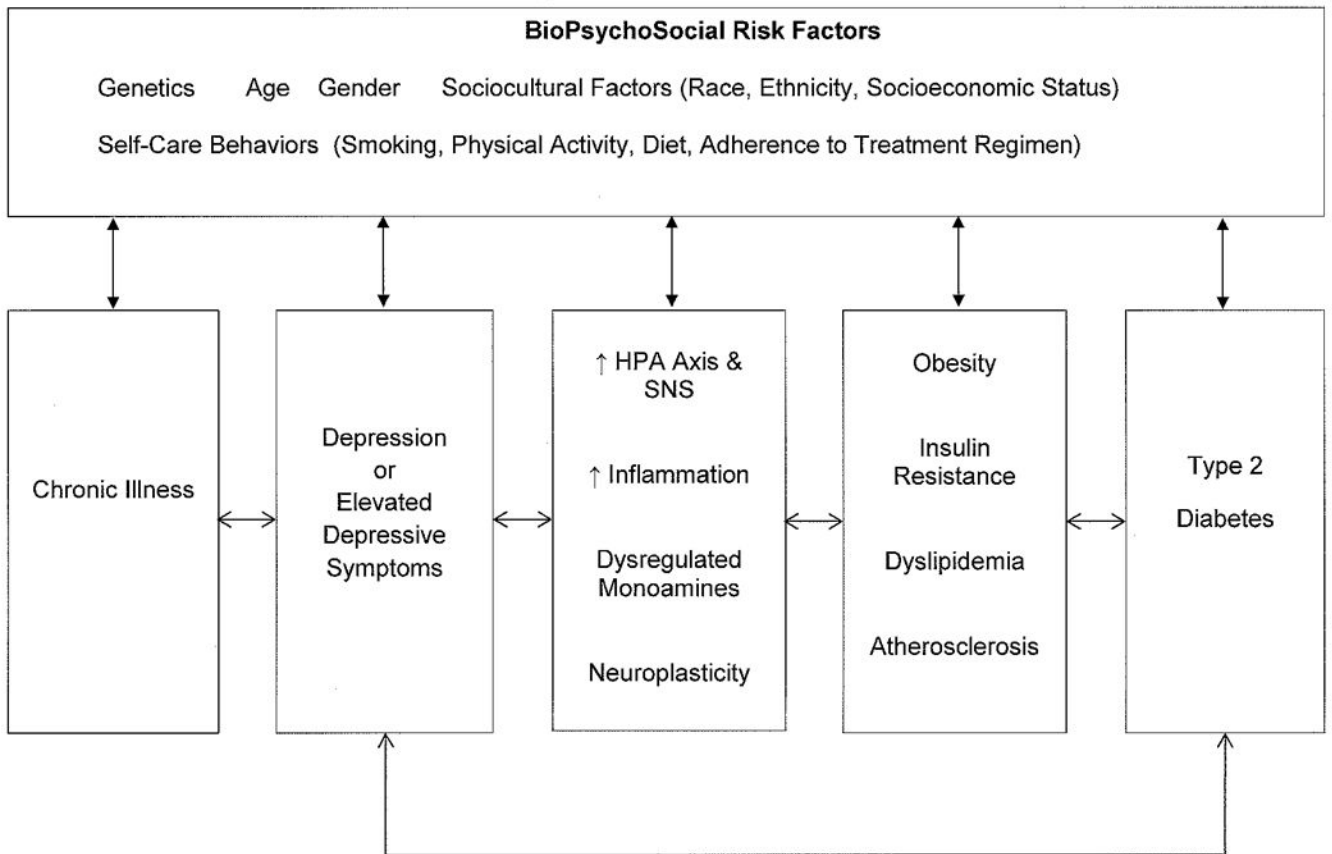 BioPsychoSocial Risk Factors
Genetics Age Gender Sociocultural Factors (Race, Ethnicity, Socioeconomic Status)
Self-Care Behaviors (Smoking, Physical Activity, Diet, Adherence to Treatment Regimen)
Chronic Illness
Depression
or
Elevated
Depressive
Symptoms
↑ HPA Axis &
SNS
↑ Inflammation
Dysregulated
Monoamines
Neuroplasticity
Obesity
Insulin
Resistance
Dyslipidemia
Atherosclerosis
Type 2
Diabetes